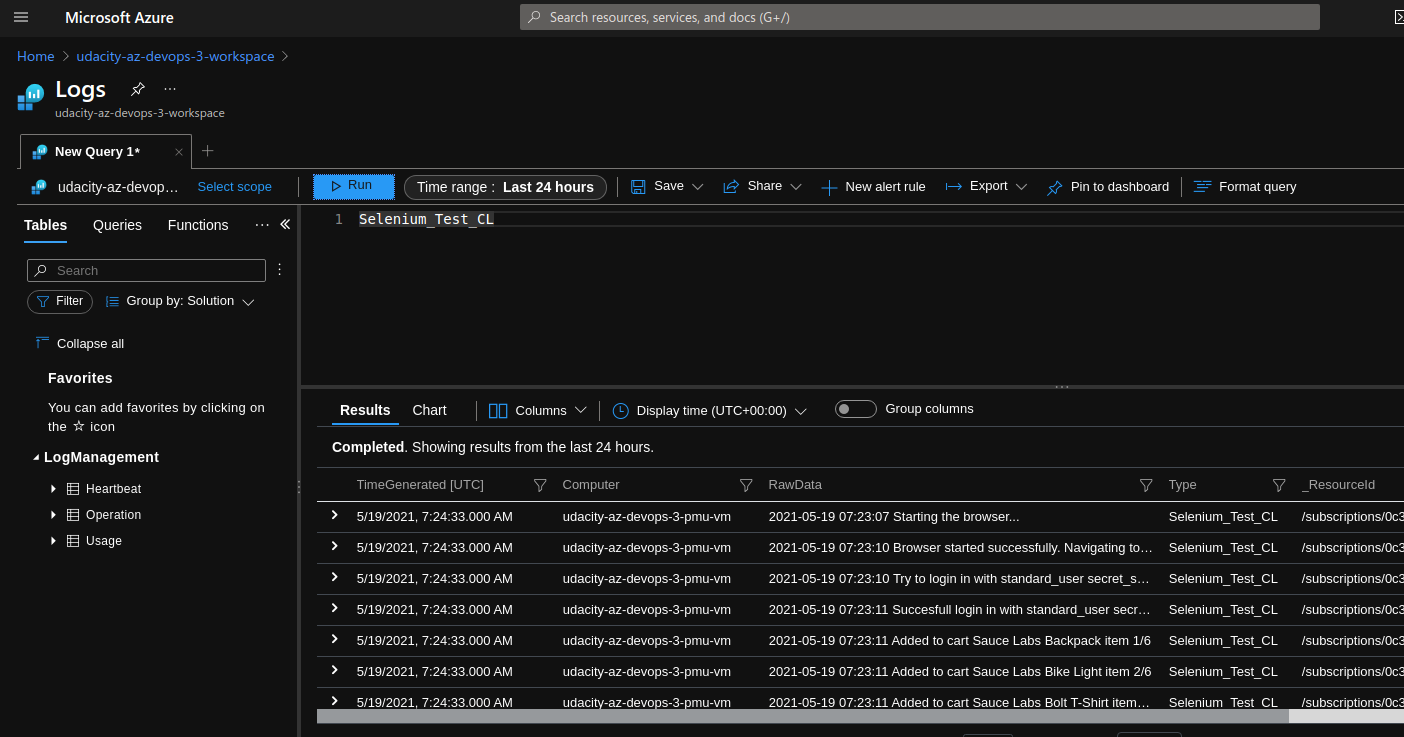 Microsoft Azure
Search resources, services, and docs (G+/)
Home > udacity-az-devops-3-workspace >
Logs ...
udacity-az-devops-3-workspace
New Query 1*
udacity-az-devop... Select scope Run Time range : Last 24 hours Save Share New alert rule Export Pin to dashboard Format query
Tables Queries Functions ... «
1 Selenium_Test_CL
Search
Filter Group by: Solution
Collapse all
Favorites
You can add favorites by clicking on
the ☆ icon
LogManagement
Heartbeat
Operation
Usage
Results Chart Columns Display time (UTC+00:00) Group columns
Completed. Showing results from the last 24 hours.
TimeGenerated [UTC] Computer RawData Type _ResourceId
5/19/2021, 7:24:33.000 AM udacity-az-devops-3-pmu-vm 2021-05-19 07:23:07 Starting the browser... Selenium_Test_CL /subscriptions/0c3
5/19/2021, 7:24:33.000 AM udacity-az-devops-3-pmu-vm 2021-05-19 07:23:10 Browser started successfully. Navigating to... Selenium_Test_CL /subscriptions/0c3
5/19/2021, 7:24:33.000 AM udacity-az-devops-3-pmu-vm 2021-05-19 07:23:10 Try to login in with standard_user secret_s... Selenium_Test_CL /subscriptions/0c3
5/19/2021, 7:24:33.000 AM udacity-az-devops-3-pmu-vm 2021-05-19 07:23:11 Succesfull login in with standard_user secr... Selenium_Test_CL /subscriptions/0c3
5/19/2021, 7:24:33.000 AM udacity-az-devops-3-pmu-vm 2021-05-19 07:23:11 Added to cart Sauce Labs Backpack item 1/6 Selenium_Test_CL /subscriptions/0c3
5/19/2021, 7:24:33.000 AM udacity-az-devops-3-pmu-vm 2021-05-19 07:23:11 Added to cart Sauce Labs Bike Light item 2/6 Selenium_Test_CL /subscriptions/0c3
5/19/2021, 7:24:33.000 AM udacity-az-devops-3-pmu-vm 2021-05-19 07:23:11 Added to cart Sauce Labs Bolt T-Shirt item... Selenium_Test_CL /subscriptions/0c3